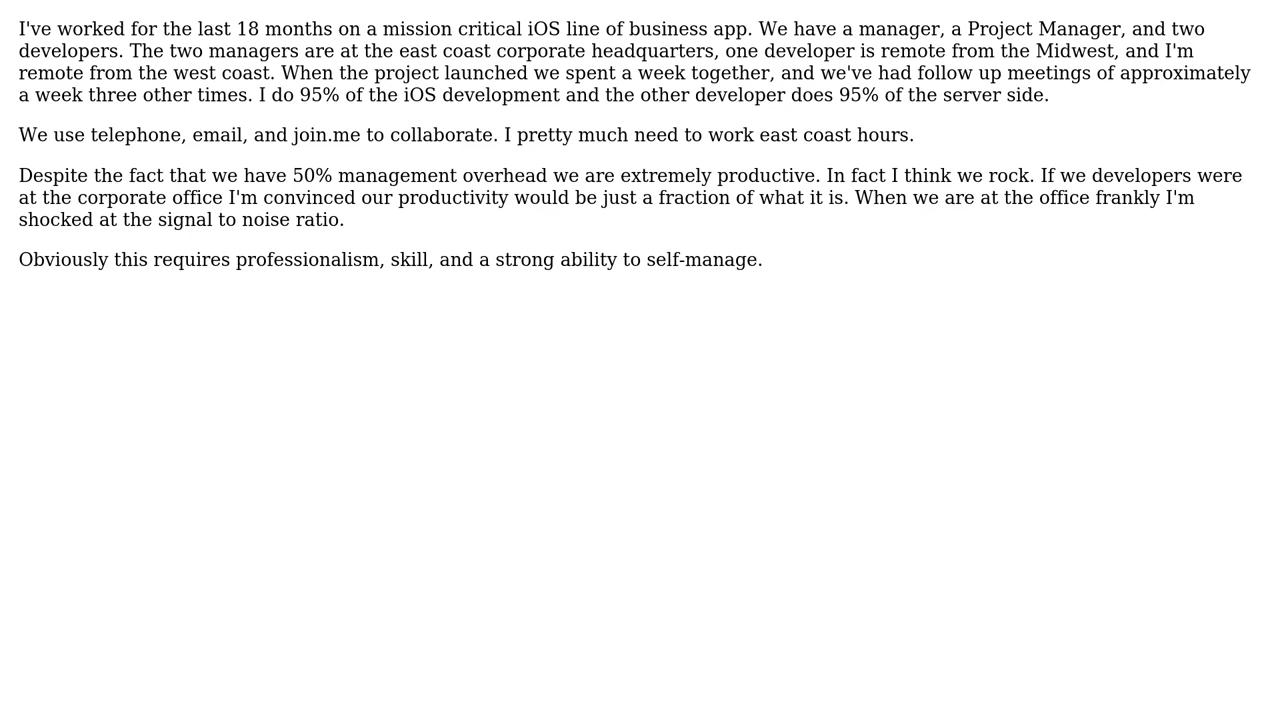 I've worked for the last 18 months on a mission critical iOS line of business app. We have a manager, a Project Manager, and two
developers. The two managers are at the east coast corporate headquarters, one developer is remote from the Midwest, and I'm
remote from the west coast. When the project launched we spent a week together, and we've had follow up meetings of approximately
a week three other times. I do 95% of the iOS development and the other developer does 95% of the server side.
We use telephone, email, and join.me to collaborate. I pretty much need to work east coast hours.
Despite the fact that we have 50% management overhead we are extremely productive. In fact I think we rock. If we developers were
at the corporate office I'm convinced our productivity would be just a fraction of what it is. When we are at the office frankly I'm
shocked at the signal to noise ratio.
Obviously this requires professionalism, skill, and a strong ability to self-manage.